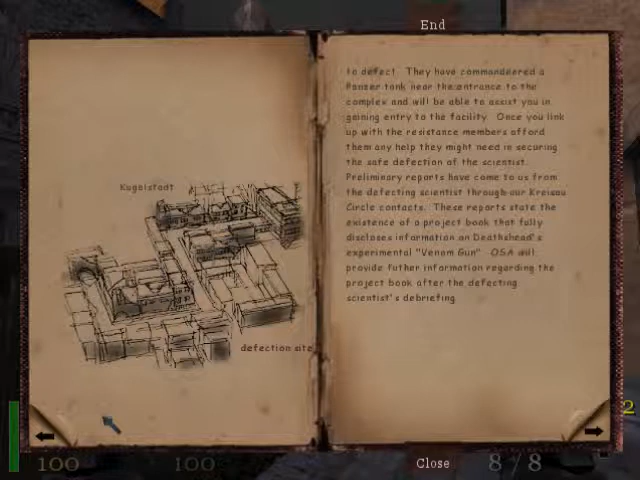 End
Kugelstadt
defection site
to defect. They have commandeered a
Panzer tank near the entrance to the
complex and will be able to assist you in
gaining entry to the facility. Once you link
up with the resistance members afford
them any help they might need in securing
the safe defection of the scientist.
Preliminary reports have come to us from
the defecting scientist through our Kreisau
Circle contacts. These reports state the
existence of a project book that fully
discloses information on Deathshead's
experimental "Venom Gun". OSA will
provide futher information regarding the
project book after the defecting
scientist's debriefing.
2
100
100
Close
8/8